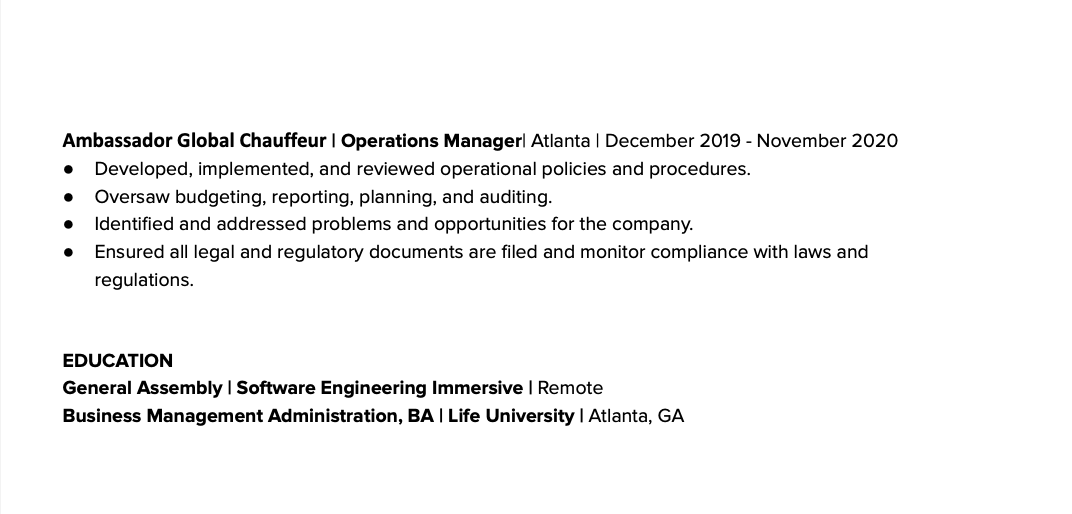 Ambassador Global Chauffeur | Operations Manager| Atlanta | December 2019 - November 2020
● Developed, implemented, and reviewed operational policies and procedures.
● Oversaw budgeting, reporting, planning, and auditing.
● Identified and addressed problems and opportunities for the company.
● Ensured all legal and regulatory documents are filed and monitor compliance with laws and
regulations.
EDUCATION
General Assembly | Software Engineering Immersive | Remote
Business Management Administration, BA | Life University | Atlanta, GA